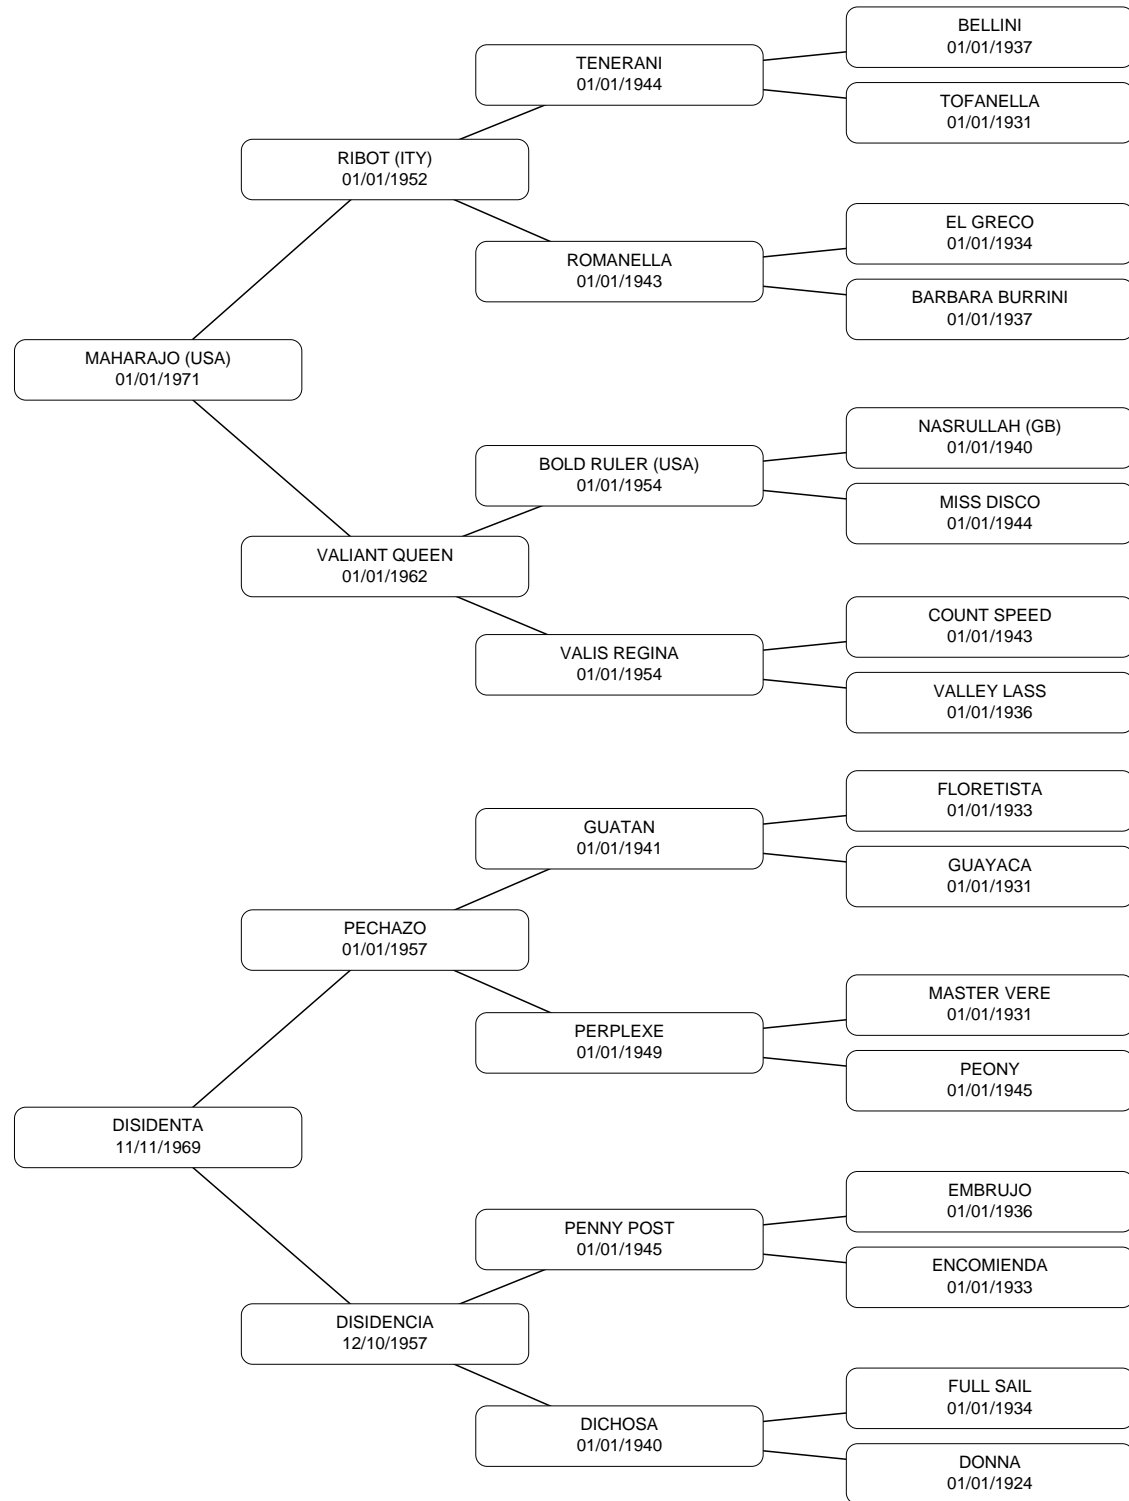 BELLINI
01/01/1937
TENERANI
01/01/1944
TOFANELLA
01/01/1931
RIBOT (ITY)
01/01/1952
EL GRECO
01/01/1934
ROMANELLA
01/01/1943
BARBARA BURRINI
01/01/1937
MAHARAJO (USA)
01/01/1971
NASRULLAH (GB)
01/01/1940
BOLD RULER (USA)
01/01/1954
MISS DISCO
01/01/1944
VALIANT QUEEN
01/01/1962
COUNT SPEED
01/01/1943
VALIS REGINA
01/01/1954
VALLEY LASS
01/01/1936
FLORETISTA
01/01/1933
GUATAN
01/01/1941
GUAYACA
01/01/1931
PECHAZO
01/01/1957
MASTER VERE
01/01/1931
PERPLEXE
01/01/1949
PEONY
01/01/1945
DISIDENTA
11/11/1969
EMBRUJO
01/01/1936
PENNY POST
01/01/1945
ENCOMIENDA
01/01/1933
DISIDENCIA
12/10/1957
FULL SAIL
01/01/1934
DICHOSA
01/01/1940
DONNA
01/01/1924